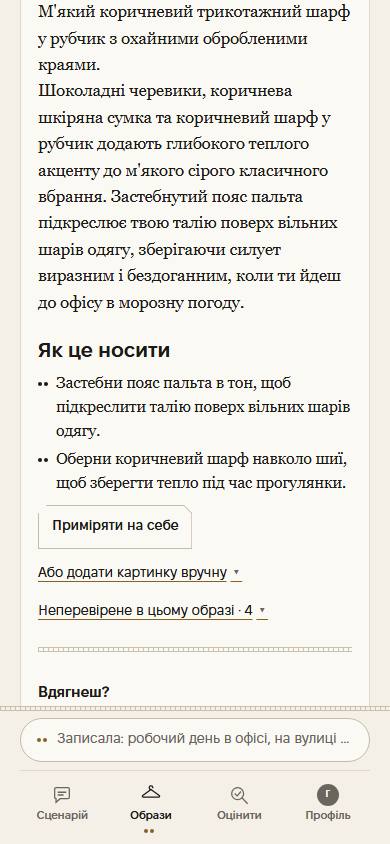 М'який коричневий трикотажний шарф
у рубчик з охайними обробленими
краями.
Шоколадні черевики, коричнева
шкіряна сумка та коричневий шарф у
рубчик додають глибокого теплого
акценту до м'якого сірого класичного
вбрання. Застебнутий пояс пальта
підкреслює твою талію поверх вільних
шарів одягу, зберігаючи силует
виразним і бездоганним, коли ти йдеш
до офісу в морозну погоду.
Як це носити
•• Застебни пояс пальта в тон, щоб
підкреслити талію поверх вільних шарів
одягу.
•• Оберни коричневий шарф навколо шиї,
щоб зберегти тепло під час прогулянки.
Приміряти на себе
Або додати картинку вручну ▼
Неперевірене в цьому образі · 4 ▼
Вдягнеш?
•• Записала: робочий день в офісі, на вулиці ...
Сценарій
Образи
Оцінити
Г
Профіль